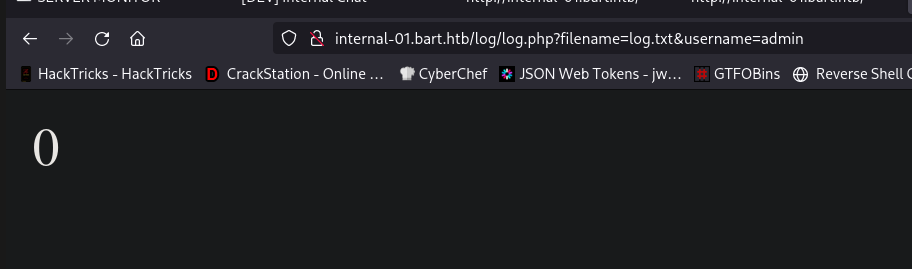 SERVER MONITOR [DEV] Internal Chat http://internal-01.bart.htb/ http://internal-01.bart.htb/
internal-01.bart.htb/log/log.php?filename=log.txt&username=admin
HackTricks - HackTricks CrackStation - Online … CyberChef JSON Web Tokens - jw… GTFOBins Reverse Shell
0